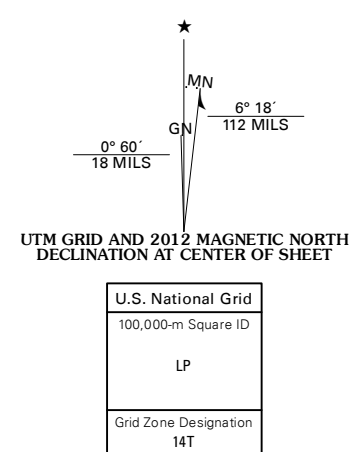 ★
MN
6° 18´
112 MILS
GN
0° 60´
18 MILS
UTM GRID AND 2012 MAGNETIC NORTH
DECLINATION AT CENTER OF SHEET
U.S. National Grid
100,000-m Square ID
LP
Grid Zone Designation
14T